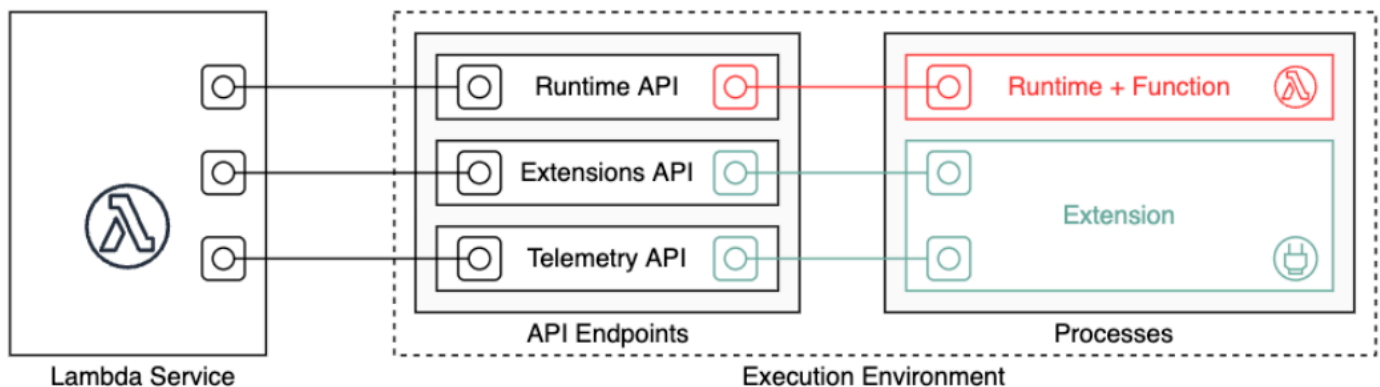 Runtime API
Runtime + Function
Extensions API
Extension
Telemetry API
API Endpoints
Processes
Lambda Service
Execution Environment